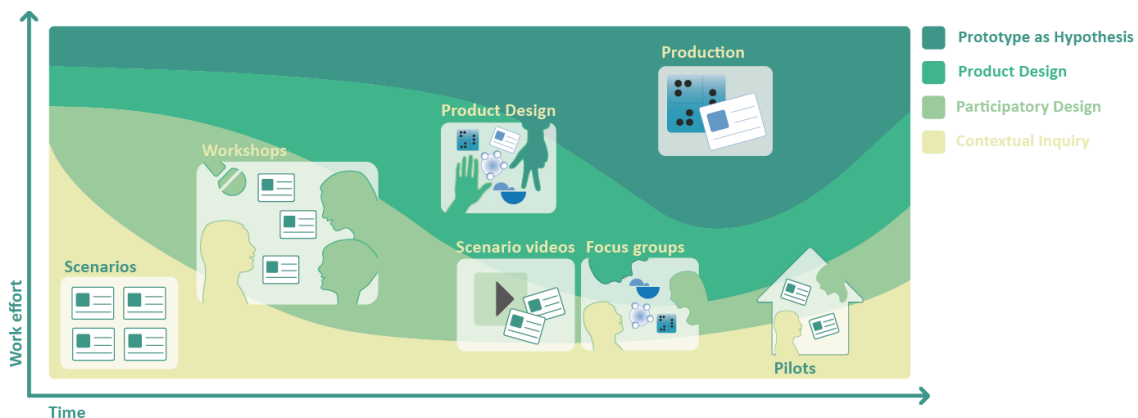 Production
Product Design
Workshops
Scenario videos
Focus groups
Scenarios
Pilots
Work effort
Time
Prototype as Hypothesis
Product Design
Participatory Design
Contextual Inquiry